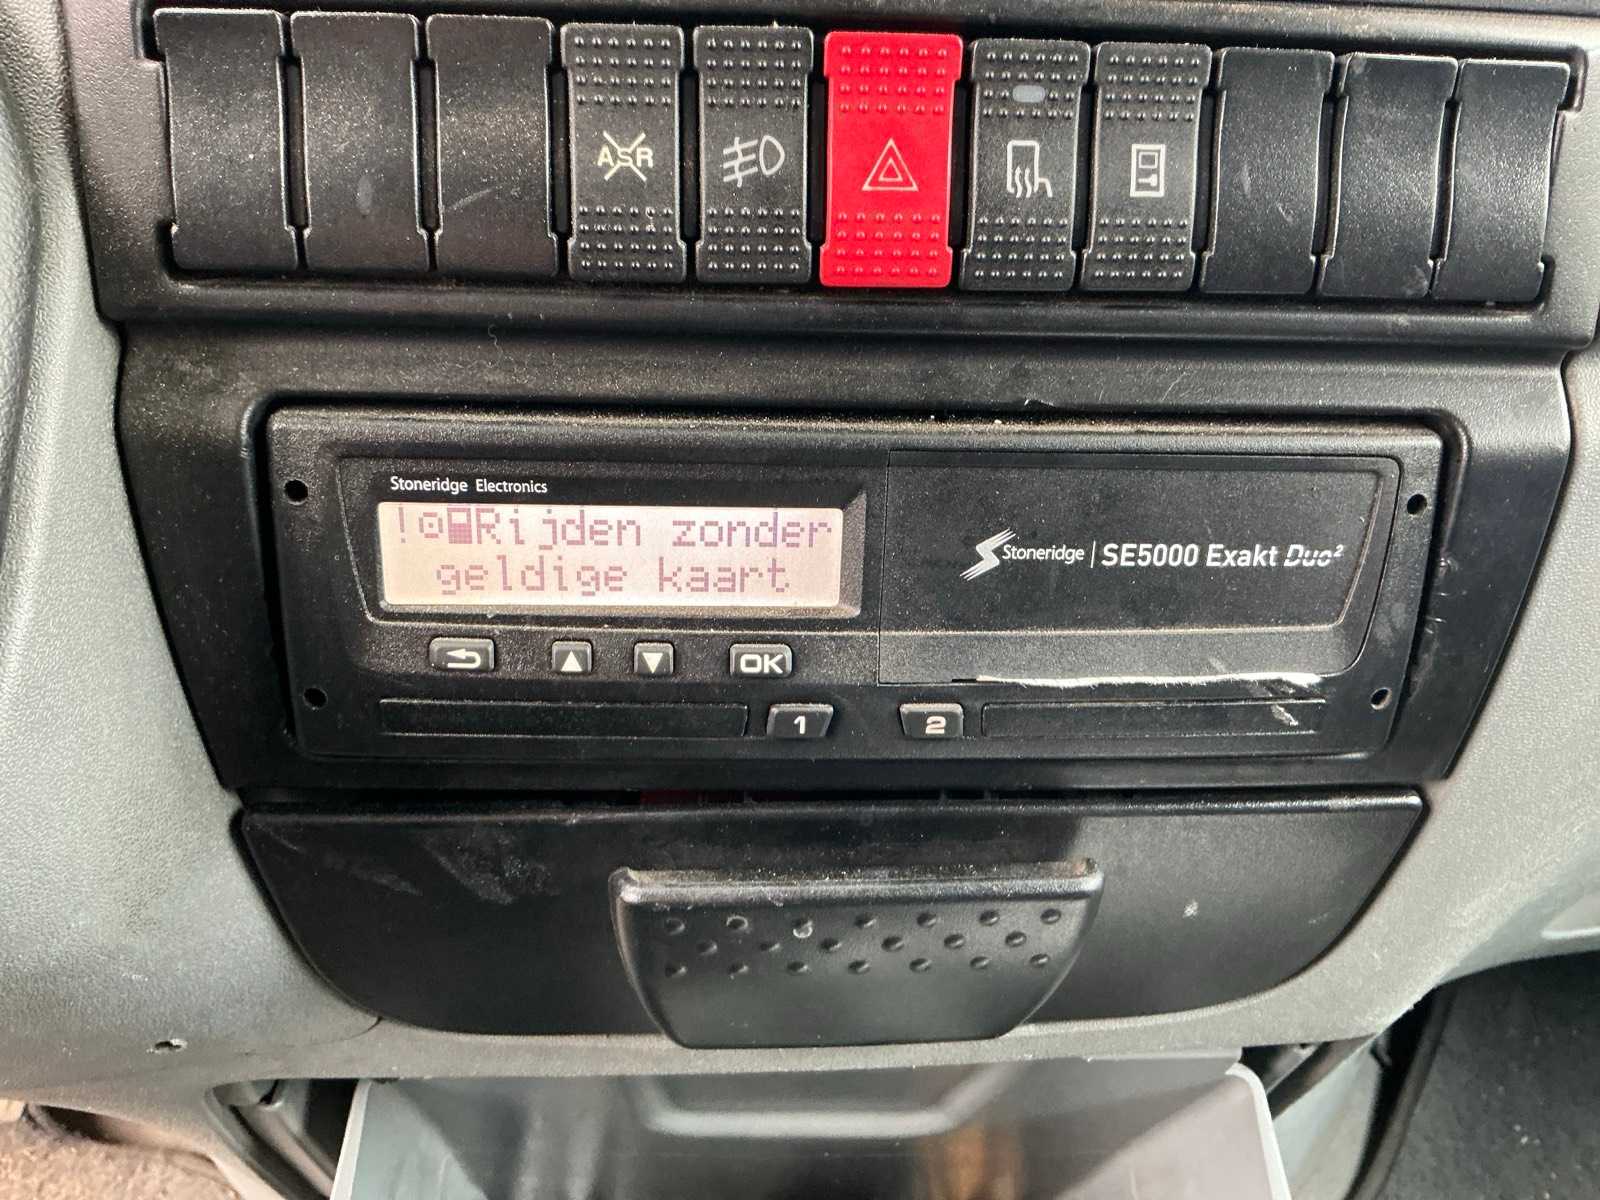 ASR
Stoneridge Electronics
!Rijden zonder
geldige kaart
Stoneridge | SE5000 Exakt Duo²
OK
1
2